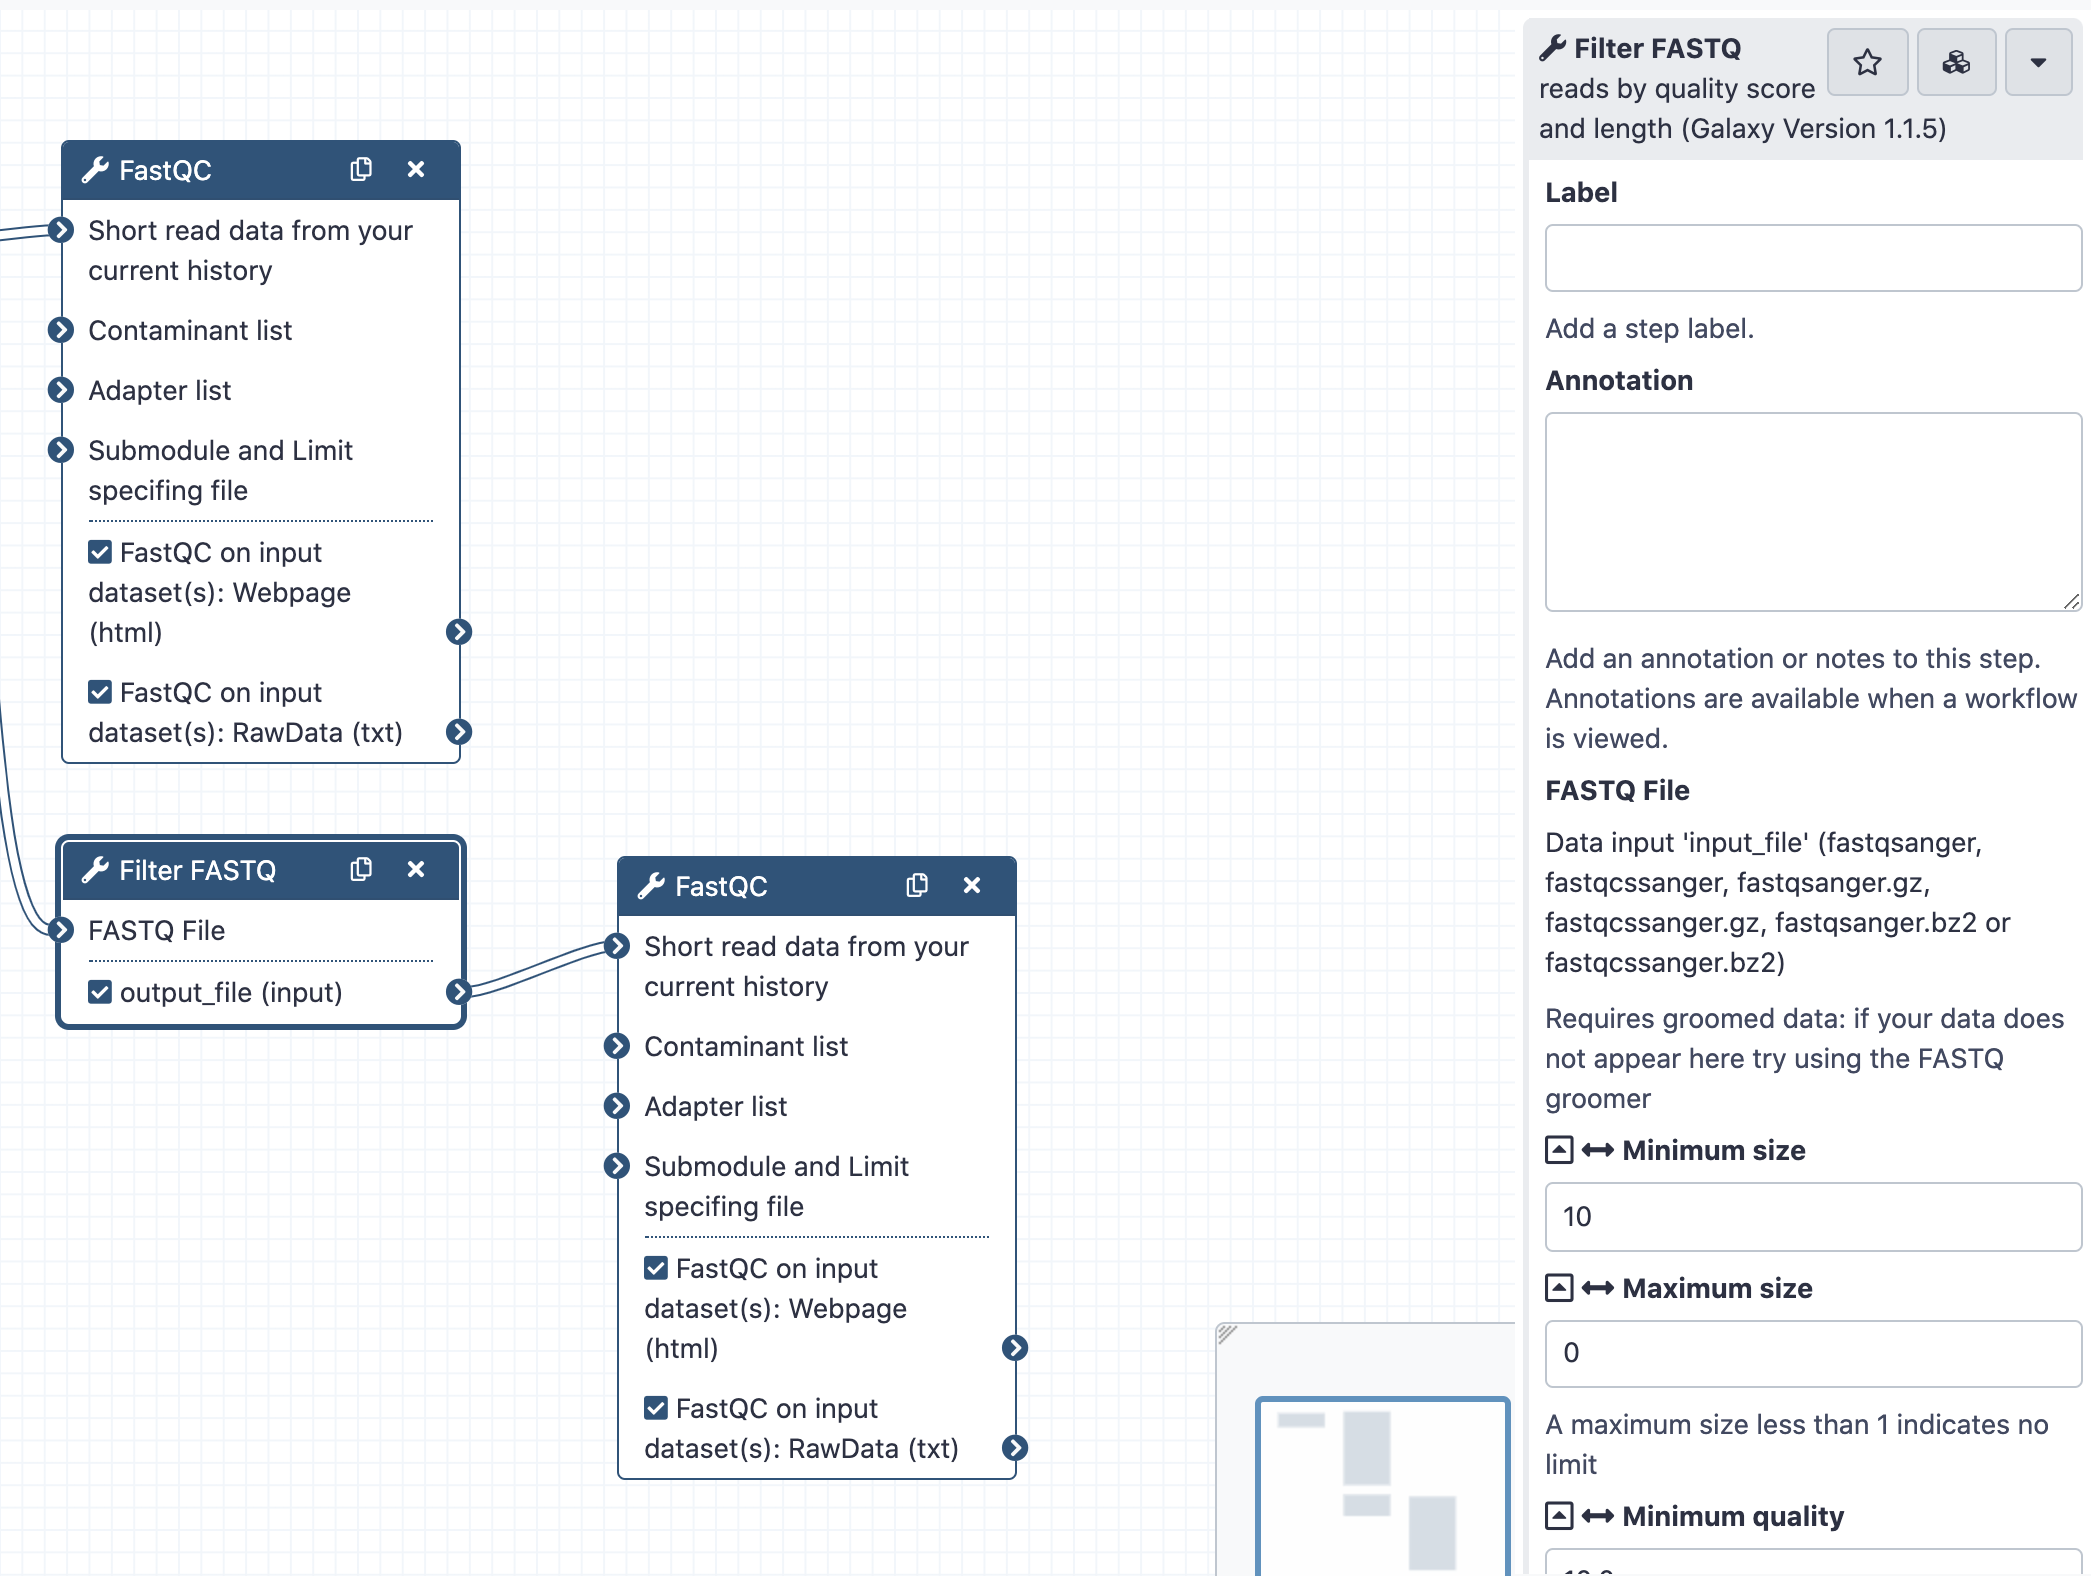 FastQC
Short read data from your
current history
Contaminant list
Adapter list
Submodule and Limit
specifing file
FastQC on input
dataset(s): Webpage
(html)
FastQC on input
dataset(s): RawData (txt)
Filter FASTQ
FASTQ File
output_file (input)
FastQC
Short read data from your
current history
Contaminant list
Adapter list
Submodule and Limit
specifing file
FastQC on input
dataset(s): Webpage
(html)
FastQC on input
dataset(s): RawData (txt)
Filter FASTQ
reads by quality score
and length (Galaxy Version 1.1.5)
Label
Add a step label.
Annotation
Add an annotation or notes to this step.
Annotations are available when a workflow
is viewed.
FASTQ File
Data input 'input_file' (fastqsanger,
fastqcssanger, fastqsanger.gz,
fastqcssanger.gz, fastqsanger.bz2 or
fastqcssanger.bz2)
Requires groomed data: if your data does
not appear here try using the FASTQ
groomer
Minimum size
10
Maximum size
0
A maximum size less than 1 indicates no
limit
Minimum quality